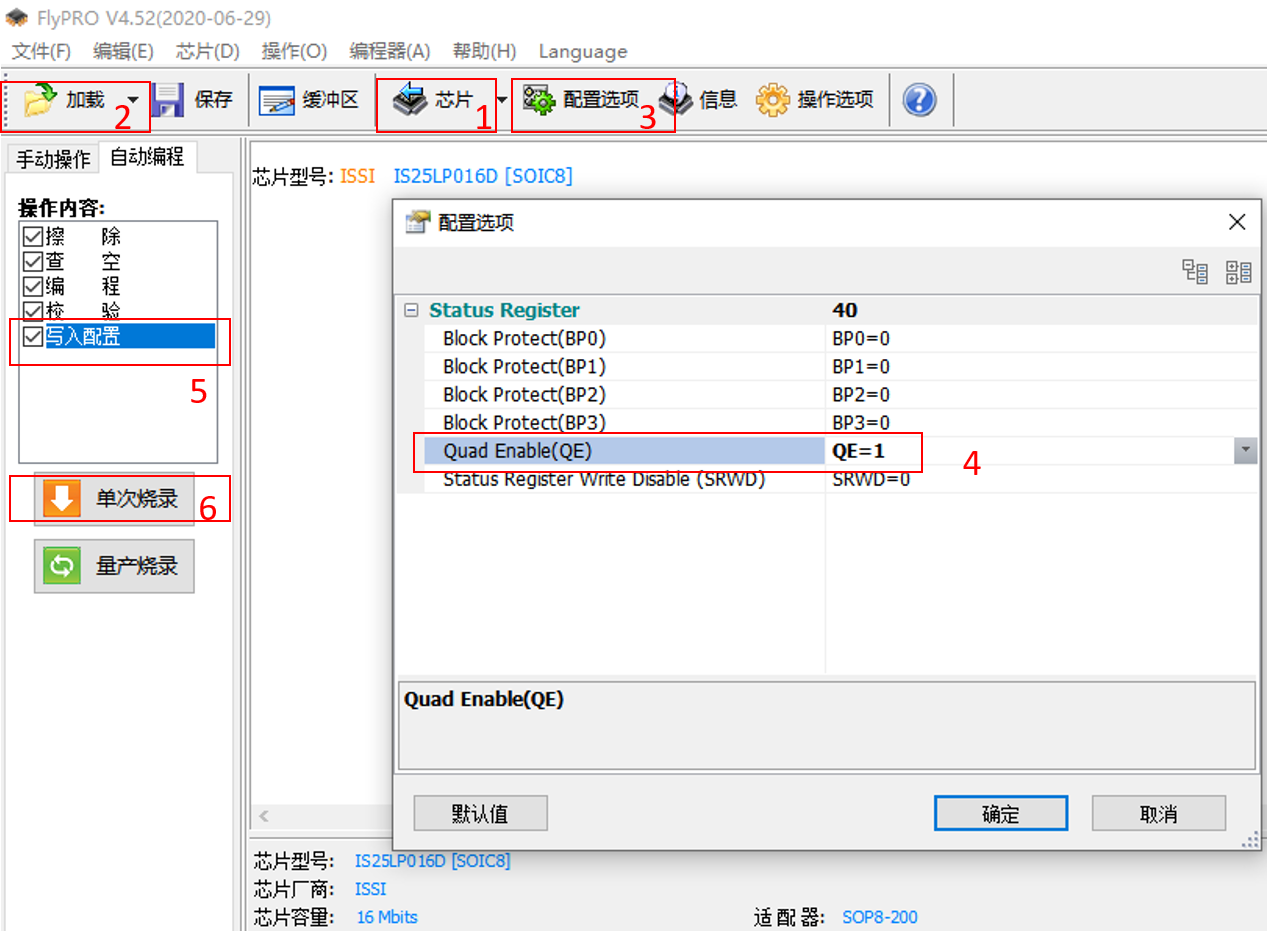 FlyPRO V4.52(2020-06-29)
文件(F) 编辑(E) 芯片(D) 操作(O) 编程器(A) 帮助(H) Language
加载 2 保存 缓冲区 芯片 1 配置选项 3 信息 操作选项
手动操作 自动编程
芯片型号: ISSI IS25LP016D [SOIC8]
操作内容:
擦 除
查 空
编 程
校 验
写入配置
5
单次烧录 6
量产烧录
配置选项
Status Register 40
Block Protect(BP0) BP0=0
Block Protect(BP1) BP1=0
Block Protect(BP2) BP2=0
Block Protect(BP3) BP3=0
Quad Enable(QE) QE=1 4
Status Register Write Disable (SRWD) SRWD=0
Quad Enable(QE)
默认值 确定 取消
芯片型号: IS25LP016D [SOIC8]
芯片厂商: ISSI
芯片容量: 16 Mbits 适配器: SOP8-200